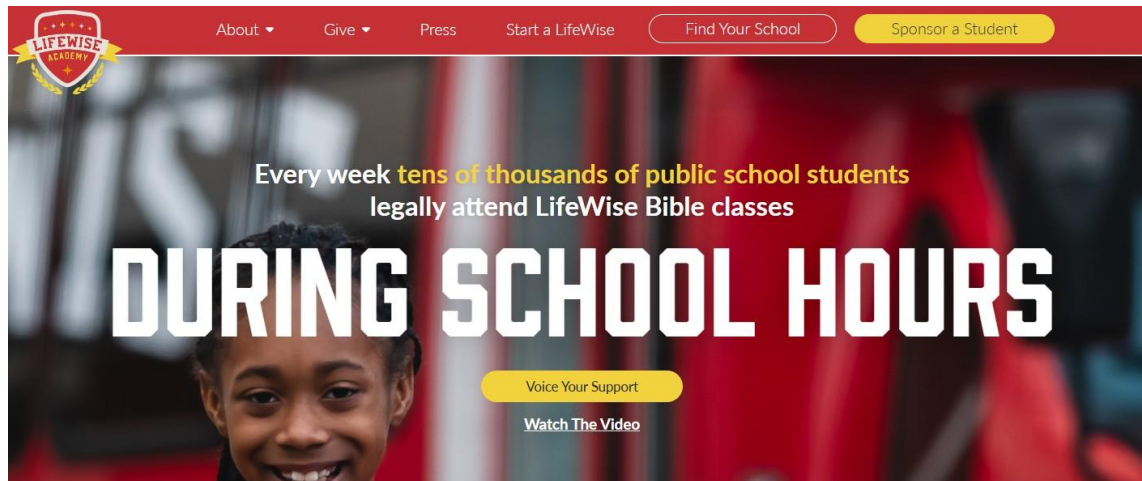 LIFEWISE
ACADEMY
About
Give
Press
Start a LifeWise
Find Your School
Sponsor a Student
Every week tens of thousands of public school students
legally attend LifeWise Bible classes
DURING SCHOOL HOURS
Voice Your Support
Watch The Video